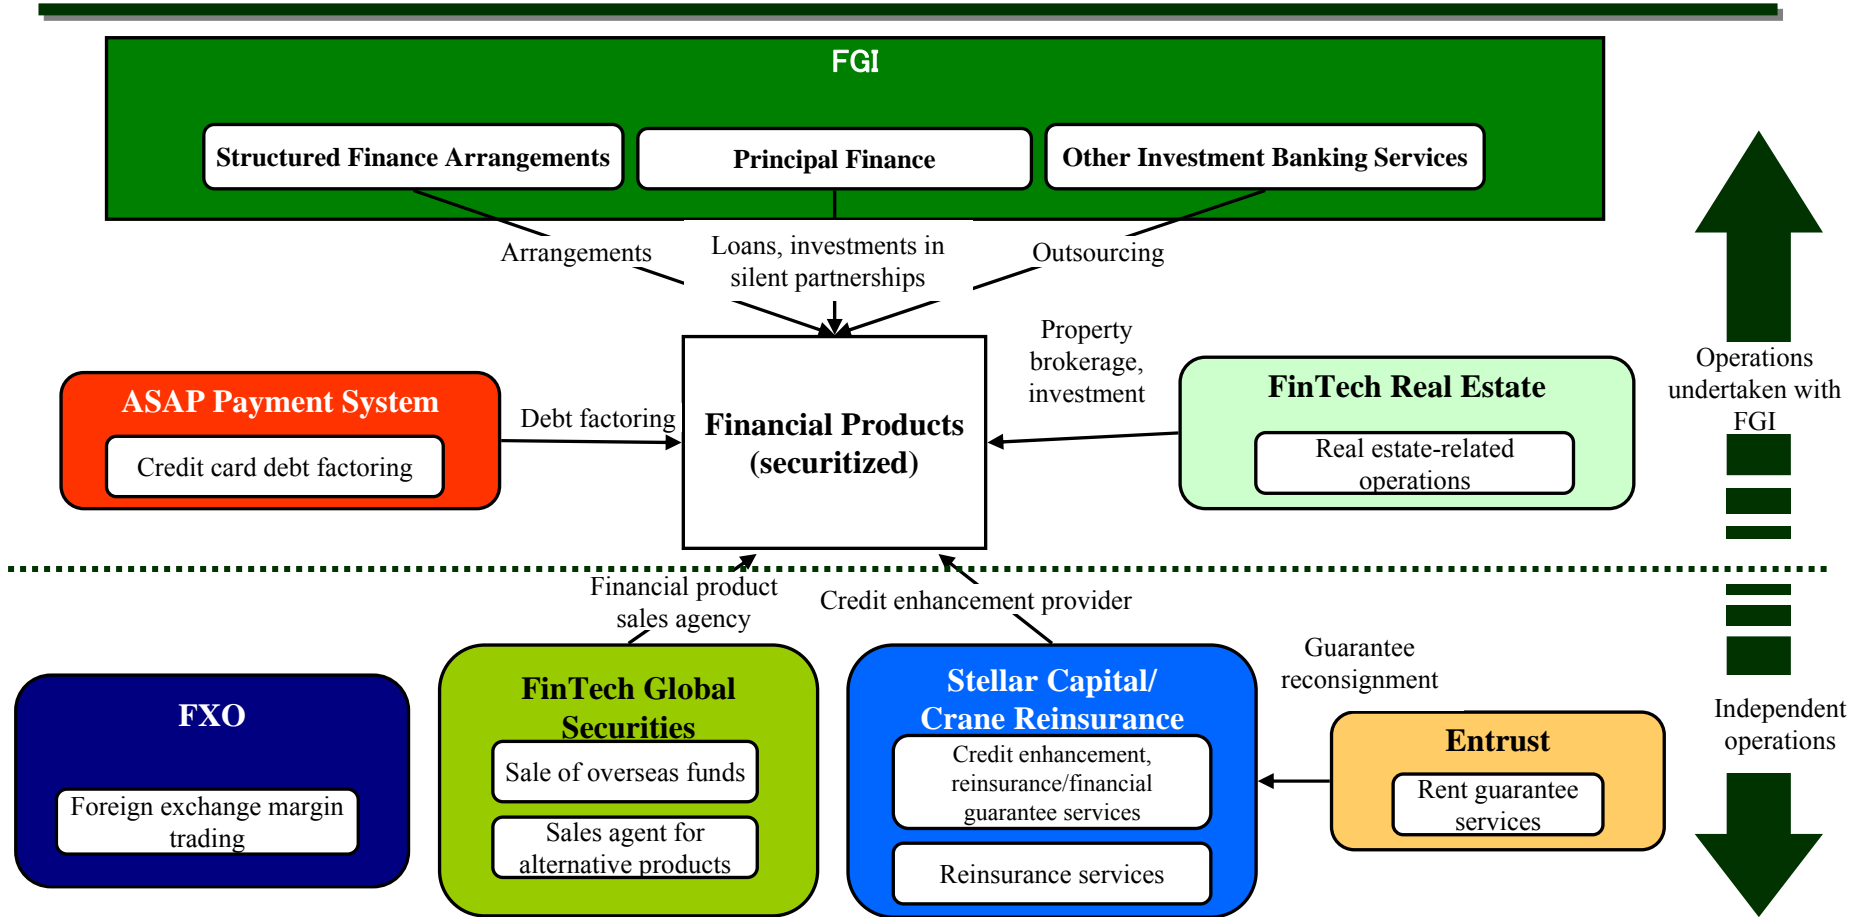 FGI
Structured Finance Arrangements
Principal Finance
Other Investment Banking Services
Arrangements
Loans, investments in
silent partnerships
Outsourcing
Property
brokerage,
investment
Operations
undertaken with
FGI
ASAP Payment System
Credit card debt factoring
Debt factoring
Financial Products
(securitized)
FinTech Real Estate
Real estate-related
operations
Financial product
sales agency
Credit enhancement provider
Guarantee
reconsignment
Independent
operations
FXO
Foreign exchange margin
trading
FinTech Global
Securities
Sale of overseas funds
Sales agent for
alternative products
Stellar Capital/
Crane Reinsurance
Credit enhancement,
reinsurance/financial
guarantee services
Reinsurance services
Entrust
Rent guarantee
services